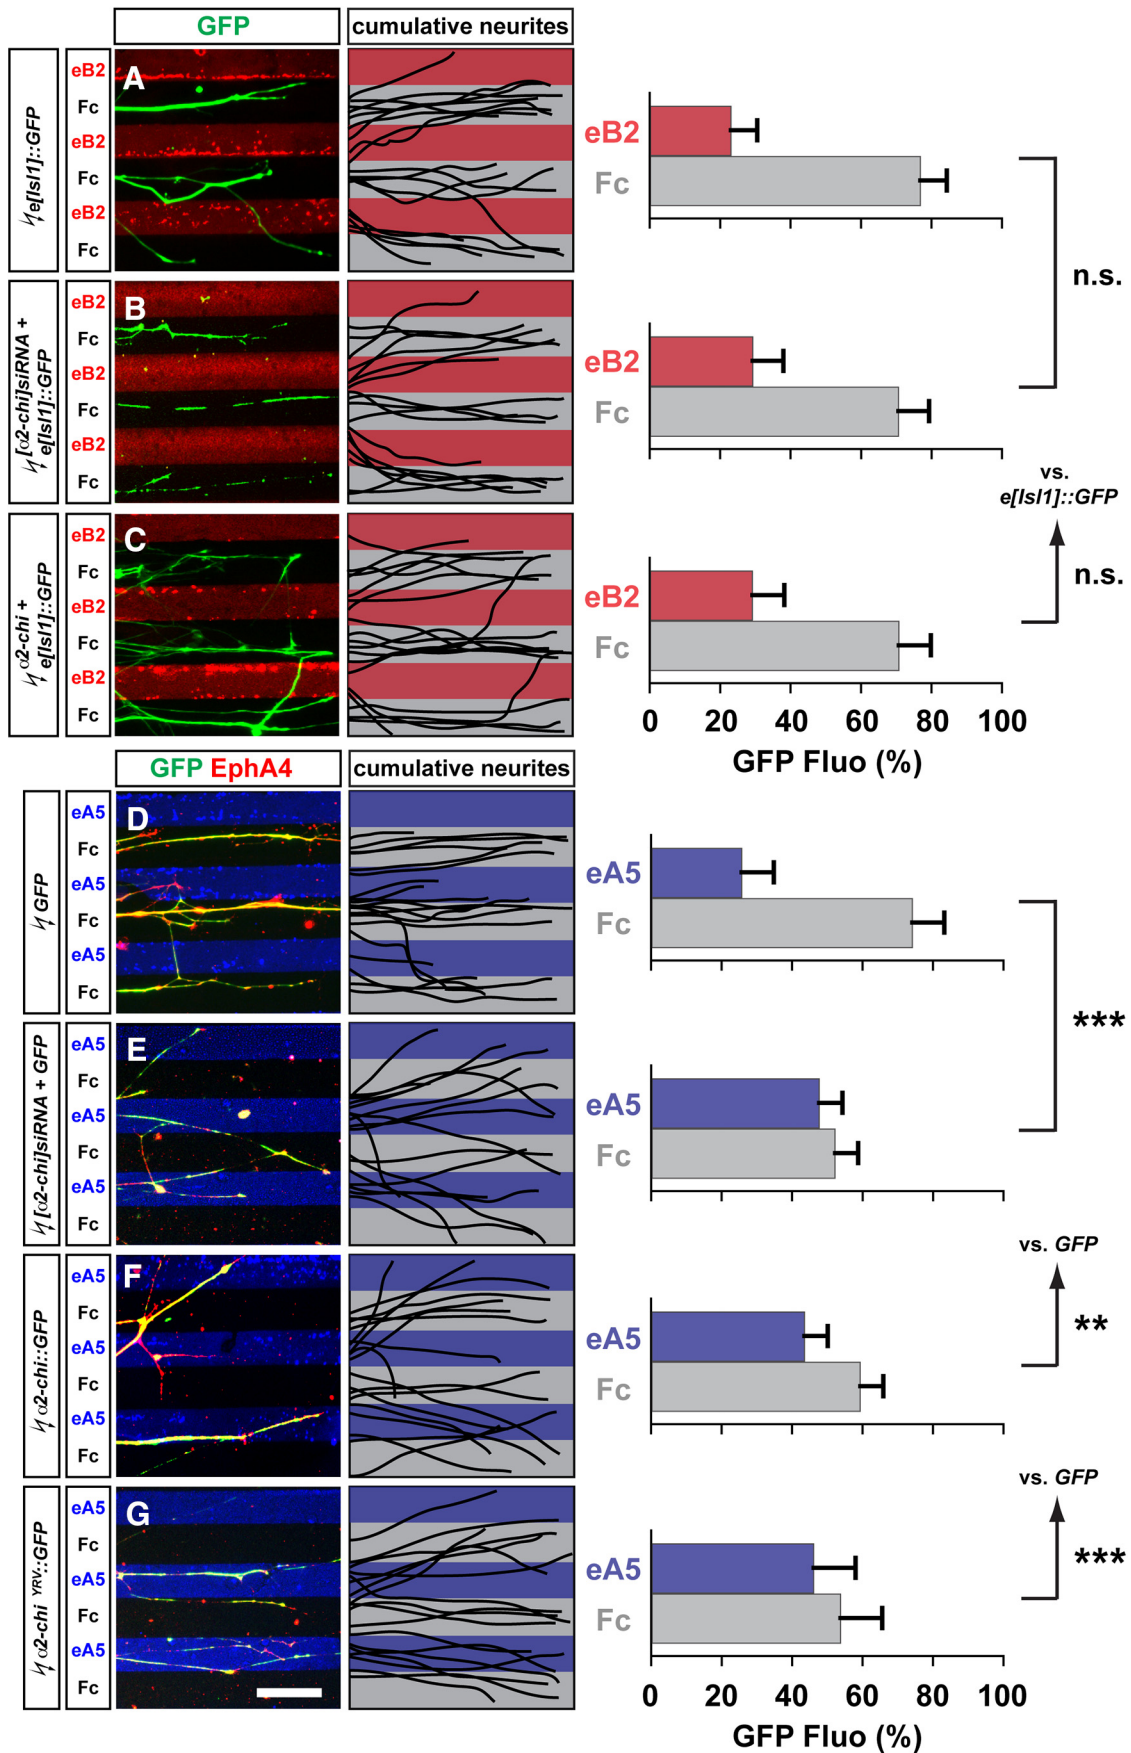 GFP
cumulative neurites
ϟe[Isl1]::GFP
eB2
Fc
eB2
Fc
eB2
Fc
A
eB2
Fc
n.s.
ϟ[α2-chi]siRNA +
e[Isl1]::GFP
eB2
Fc
eB2
Fc
eB2
Fc
B
eB2
Fc
vs.
e[Isl1]::GFP
n.s.
ϟα2-chi +
e[Isl1]::GFP
eB2
Fc
eB2
Fc
eB2
Fc
C
eB2
Fc
0 20 40 60 80 100
GFP Fluo (%)
GFP EphA4
cumulative neurites
ϟGFP
eA5
Fc
eA5
Fc
eA5
Fc
D
eA5
Fc
***
ϟ[α2-chi]siRNA + GFP
eA5
Fc
eA5
Fc
eA5
Fc
E
eA5
Fc
vs. GFP
**
ϟα2-chi::GFP
eA5
Fc
eA5
Fc
eA5
Fc
F
eA5
Fc
vs. GFP
***
ϟα2-chi YRV::GFP
eA5
Fc
eA5
Fc
eA5
Fc
G
eA5
Fc
0 20 40 60 80 100
GFP Fluo (%)